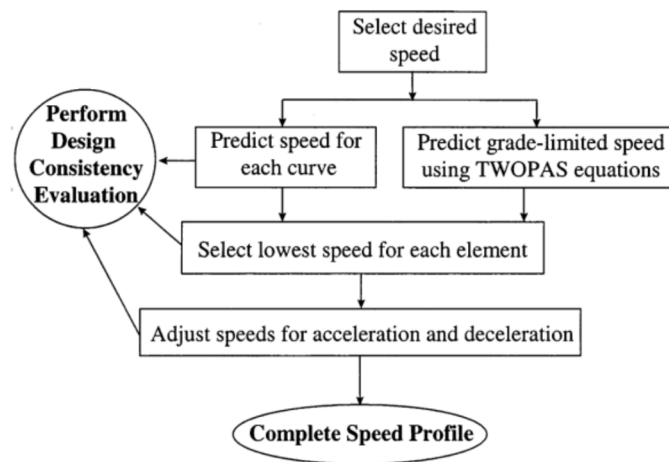 Select desired
speed
Perform
Design
Consistency
Evaluation
Predict speed for
each curve
Predict grade-limited speed
using TWOPAS equations
Select lowest speed for each element
Adjust speeds for acceleration and deceleration
Complete Speed Profile